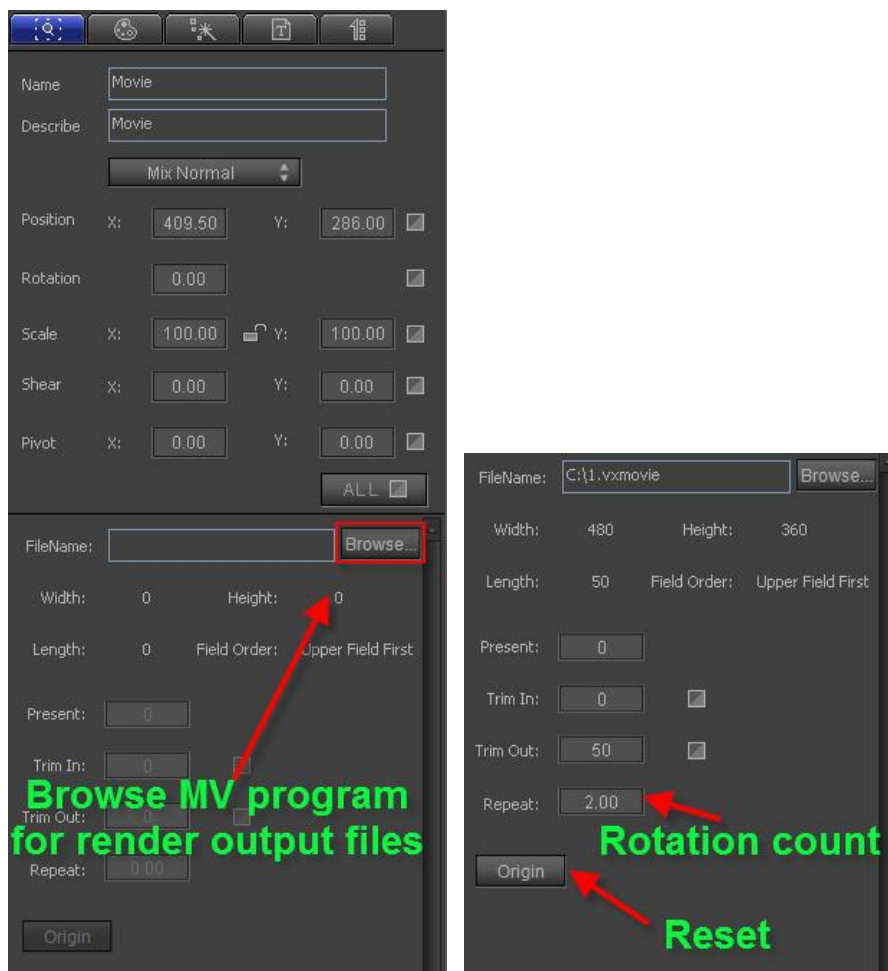 Name Movie
Describe Movie
Mix Normal
Position X: 409.50 Y: 286.00
Rotation 0.00
Scale X: 100.00 Y: 100.00
Shear X: 0.00 Y: 0.00
Pivot X: 0.00 Y: 0.00
ALL
FileName: Browse...
Width: 0 Height: 0
Length: 0 Field Order: Upper Field First
Present: 0
Trim In: 0
Browse MV program
Trim Out: 0
for render output files
Repeat: 0.00
Origin
FileName: C:\1.vxmovie Browse...
Width: 480 Height: 360
Length: 50 Field Order: Upper Field First
Present: 0
Trim In: 0
Trim Out: 50
Repeat: 2.00
Rotation count
Origin
Reset